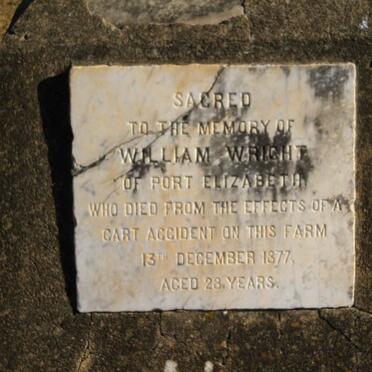 SACRED
TO THE MEMORY OF
WILLIAM WRIGHT
OF PORT ELIZABETH
WHO DIED FROM THE EFFECTS OF A
CART ACCIDENT ON THIS FARM
13TH DECEMBER 1877.
AGED 28 YEARS.